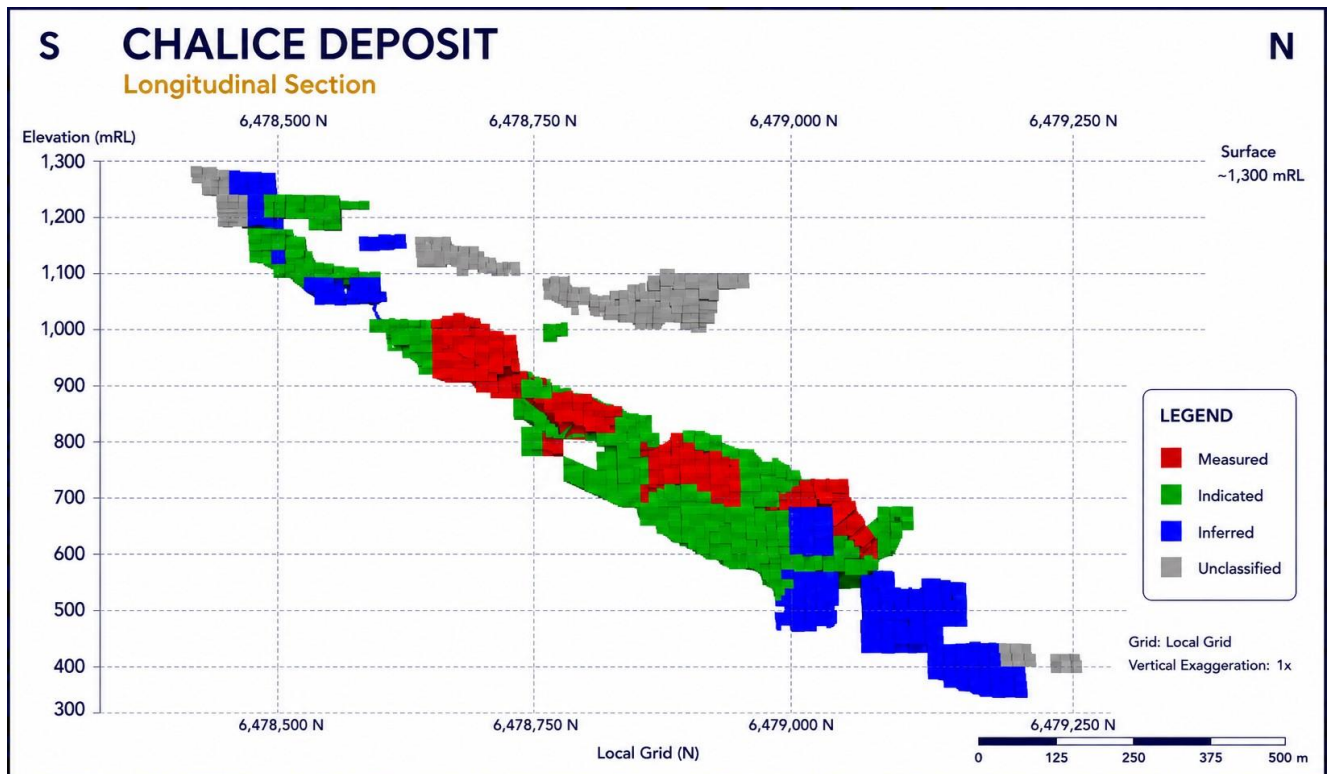 S CHALICE DEPOSIT N
Longitudinal Section
6,478,500 N 6,478,750 N 6,479,000 N 6,479,250 N
Elevation (mRL)
Surface
~1,300 mRL
1,300
1,200
1,100
1,000
900
800
700
600
500
400
300
LEGEND
Measured
Indicated
Inferred
Unclassified
Grid: Local Grid
Vertical Exaggeration: 1x
6,478,500 N 6,478,750 N 6,479,000 N 6,479,250 N
Local Grid (N)
0 125 250 375 500 m